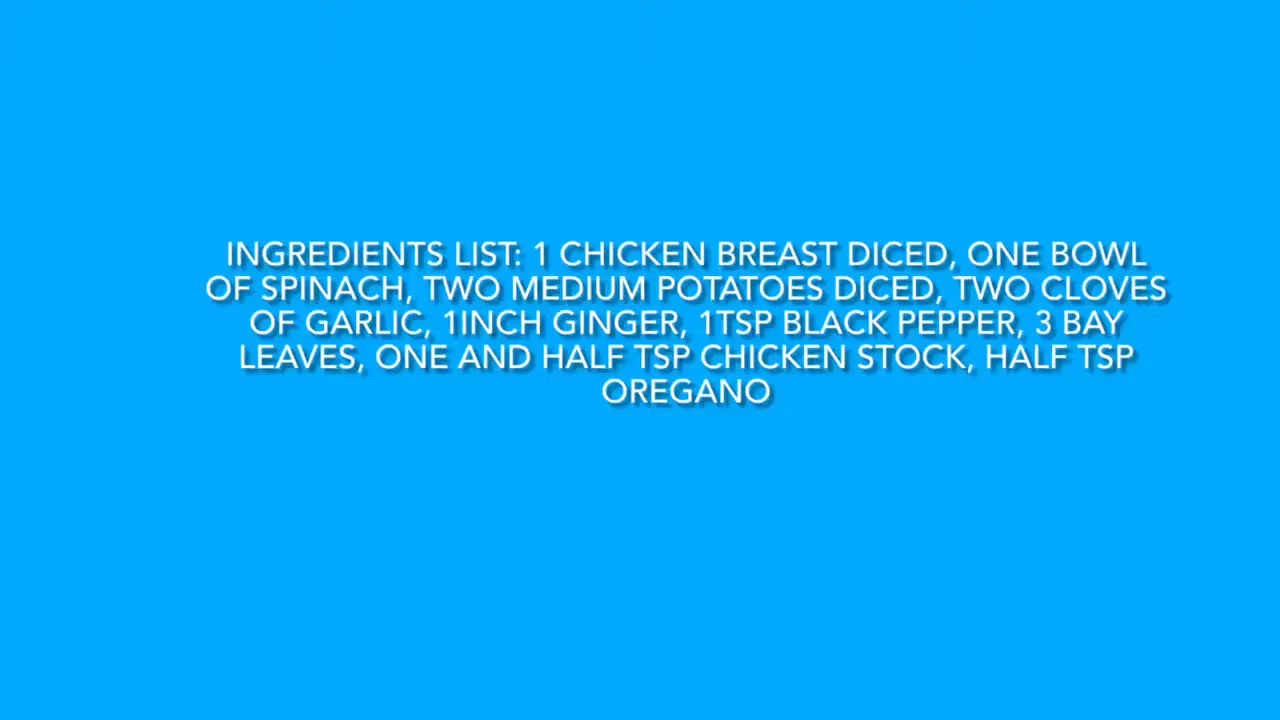 INGREDIENTS LIST: 1 CHICKEN BREAST DICED, ONE BOWL
OF SPINACH, TWO MEDIUM POTATOES DICED, TWO CLOVES
OF GARLIC, 1INCH GINGER, 1TSP BLACK PEPPER, 3 BAY
LEAVES, ONE AND HALF TSP CHICKEN STOCK, HALF TSP
OREGANO